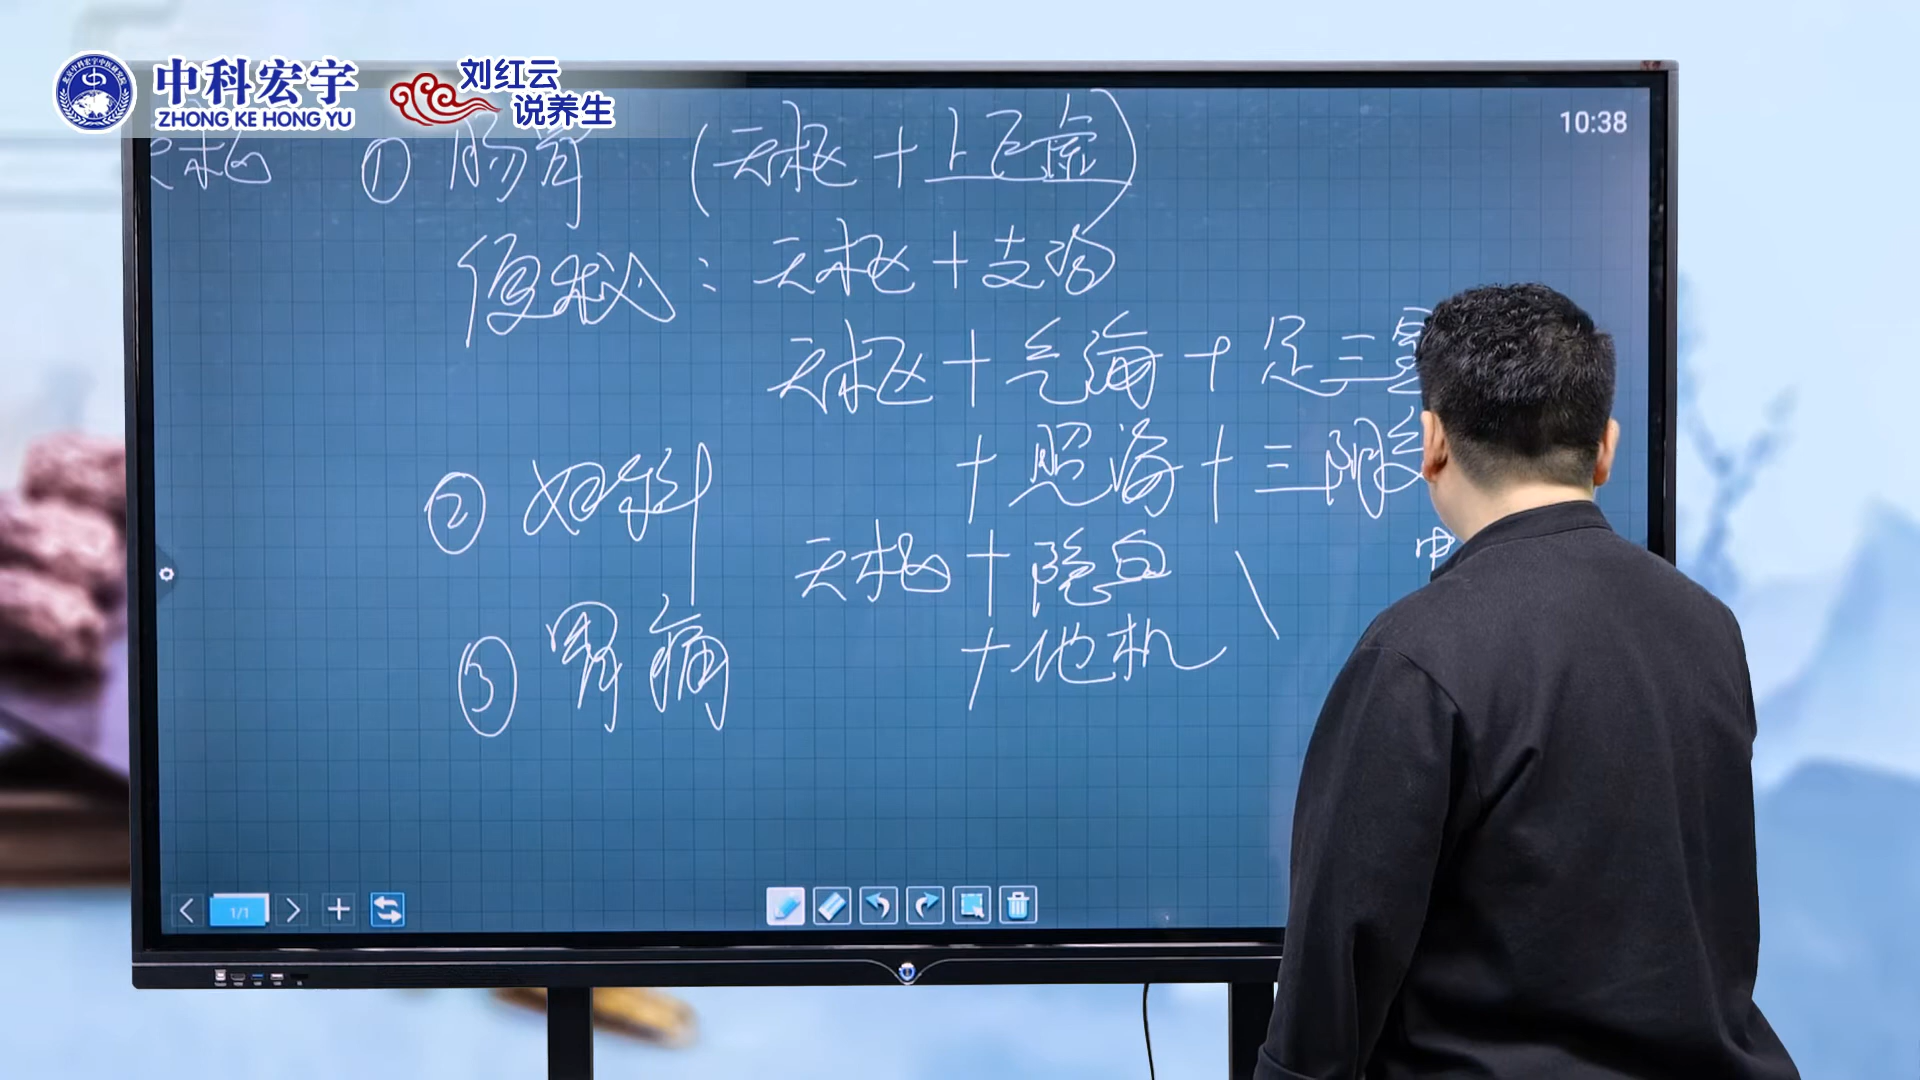 中科宏宇
ZHONG KE HONG YU
刘红云
说养生
10:38
天枢 ① 肠胃 (天枢+上巨虚)
便秘: 天枢+支沟
天枢+气海+足三里
+照海+三阴交
② 妇科 天枢+隐白
+地机
中
③ 胃痛
1/1